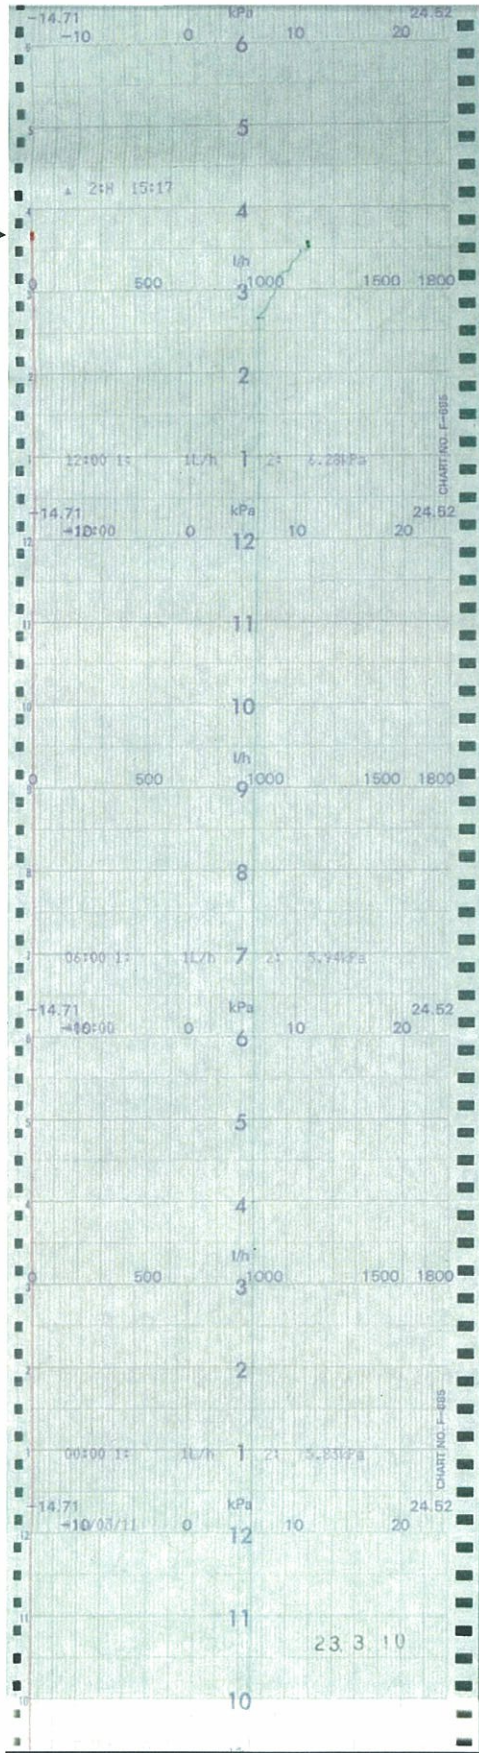 -14.71 kPa 24.52
-10 0 10 20
6
5
▲ 2:H 15:17
4
l/h
0 500 1000 1500 1800
3
2
CHART NO. F-885
12:00 1: 1L/h 1 2: 6.28kPa
-14.71 kPa 24.52
-10 0 10 20
12
11
10
l/h
0 500 1000 1500 1800
9
8
06:00 1: 1L/h 7 2: 5.94kPa
-14.71 kPa 24.52
-10 0 10 20
6
5
4
l/h
0 500 1000 1500 1800
3
2
CHART NO. F-885
00:00 1: 1L/h 1 2: 5.83kPa
-14.71 kPa 24.52
-10 0 10 20
12
11
23.3.10
10